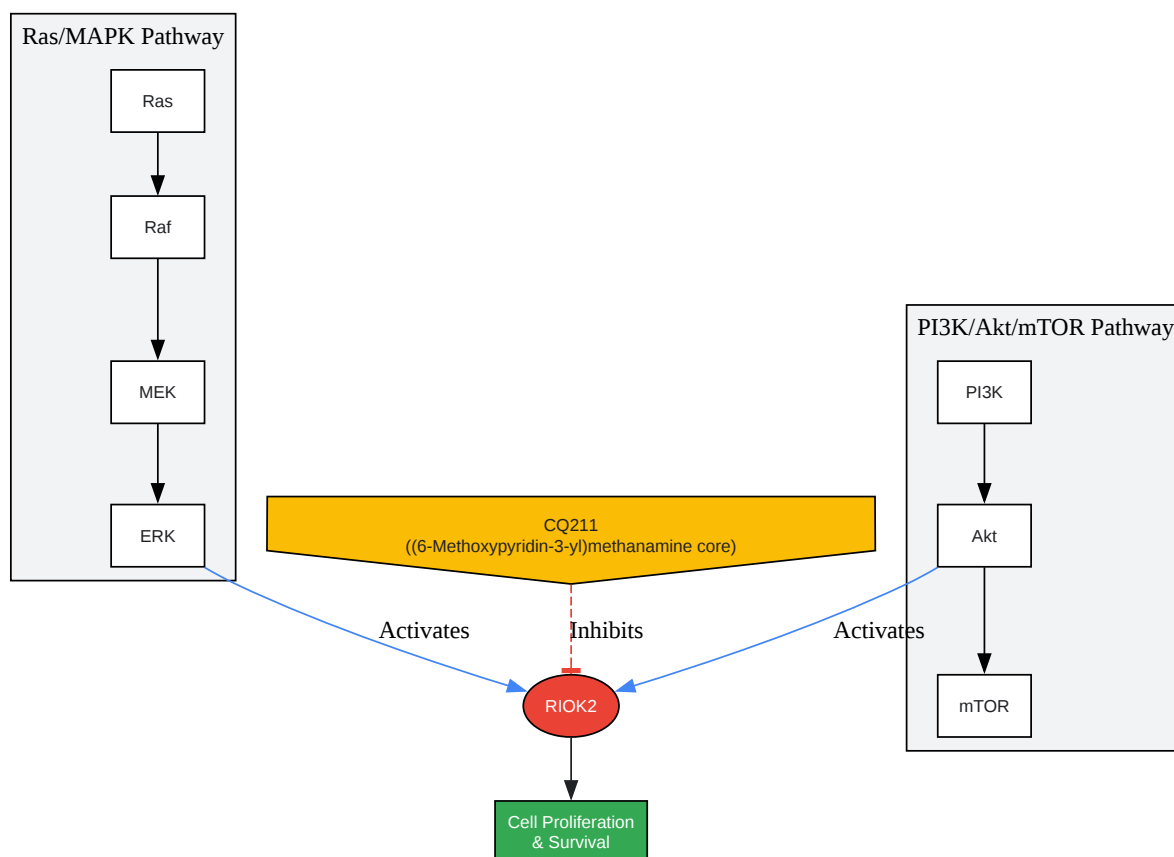 Ras/MAPK Pathway
Ras
Raf
MEK
ERK
PI3K/Akt/mTOR Pathway
PI3K
Akt
mTOR
CQ211
((6-Methoxypyridin-3-yl)methanamine core)
Activates
Inhibits
Activates
RIOK2
Cell Proliferation
& Survival